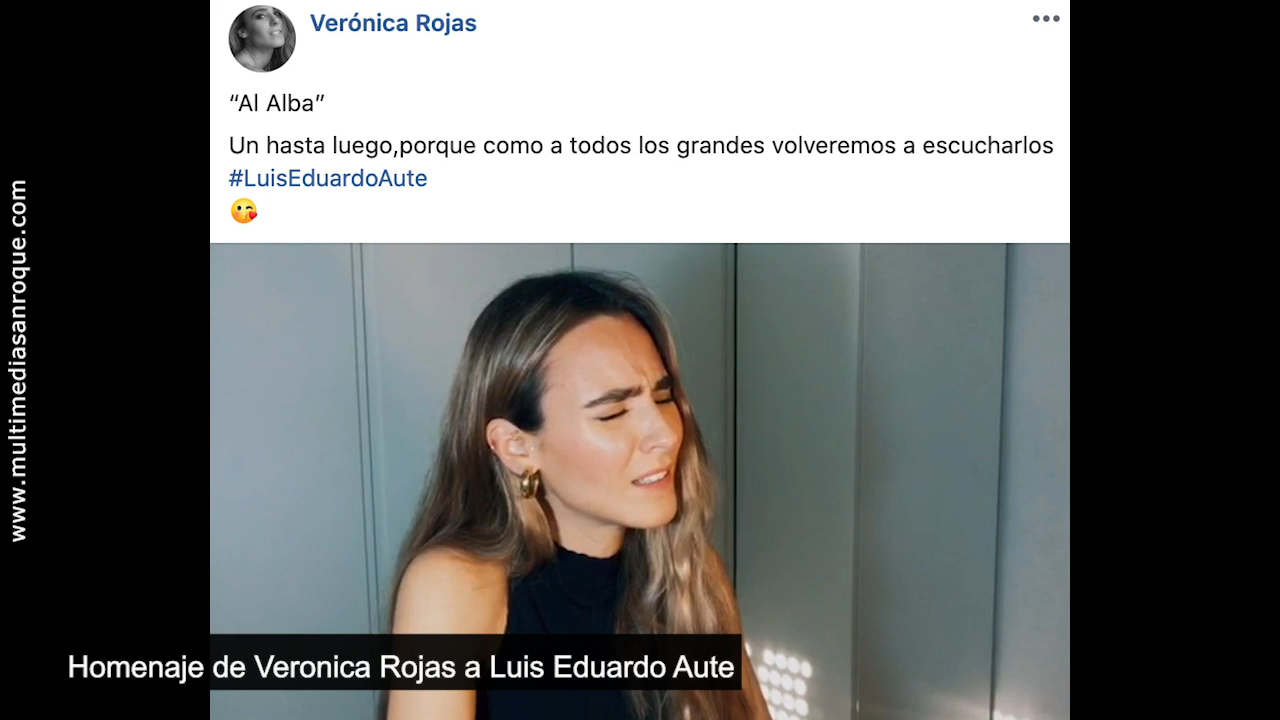 Verónica Rojas
“Al Alba”
Un hasta luego,porque como a todos los grandes volveremos a escucharlos
#LuisEduardoAute
www.multimediasanroque.com
Homenaje de Veronica Rojas a Luis Eduardo Aute